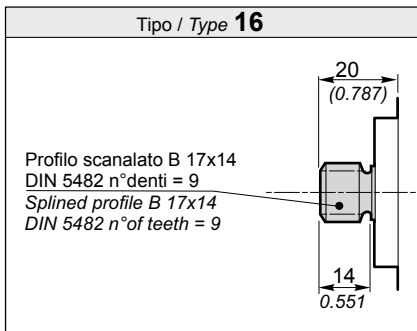 Tipo / Type 16
20
(0.787)
Profilo scanalato B 17x14
DIN 5482 n°denti = 9
Splined profile B 17x14
DIN 5482 n°of teeth = 9
14
0.551